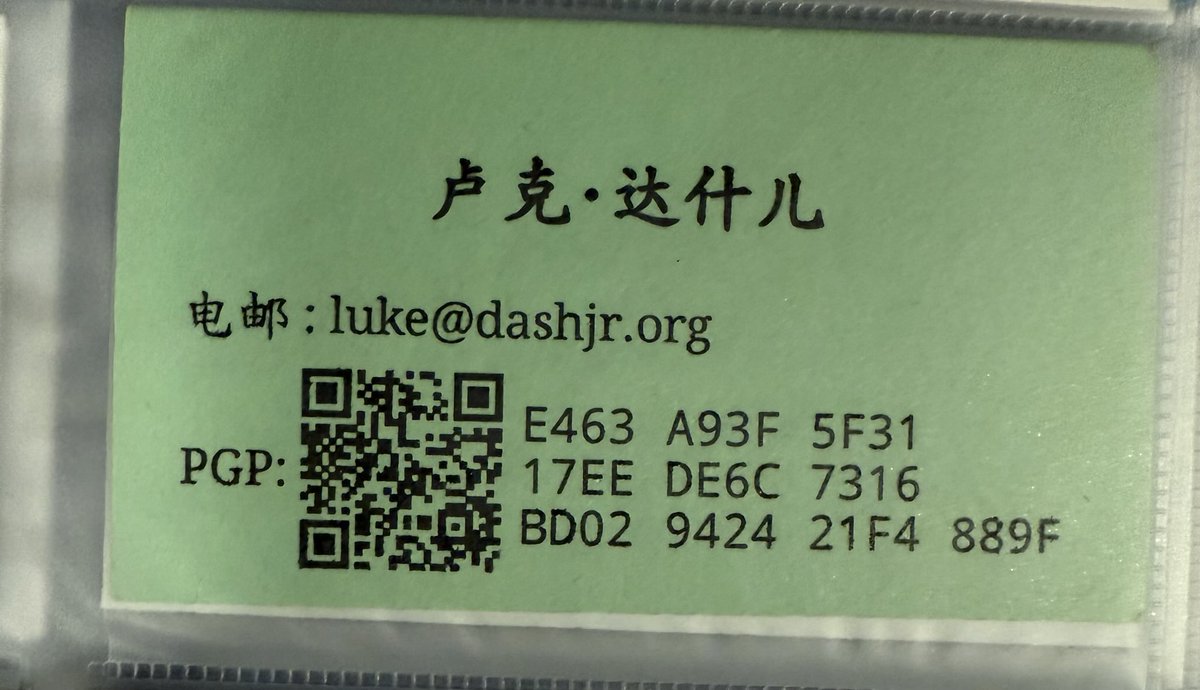 卢克·达什儿
电邮:luke@dashjr.org
PGP:
E463 A93F 5F31
17EE DE6C 7316
BD02 9424 21F4 889F